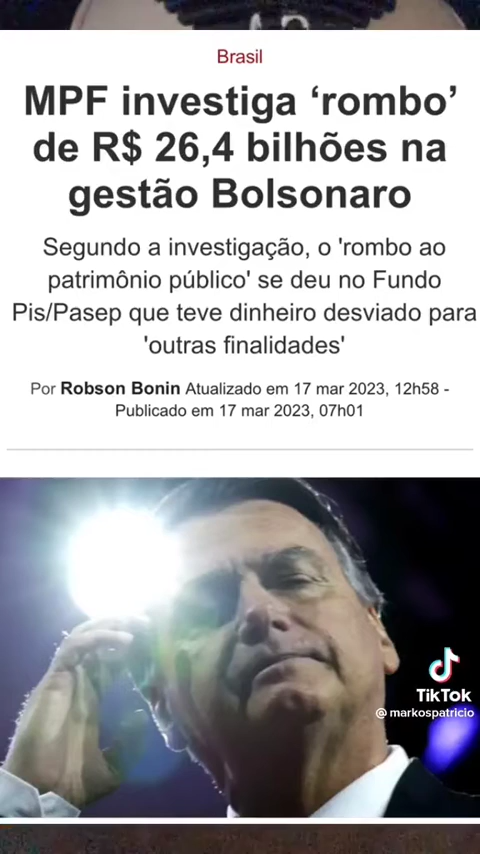 Brasil
MPF investiga ‘rombo’
de R$ 26,4 bilhões na
gestão Bolsonaro
Segundo a investigação, o 'rombo ao
patrimônio público' se deu no Fundo
Pis/Pasep que teve dinheiro desviado para
'outras finalidades'
Por Robson Bonin Atualizado em 17 mar 2023, 12h58 -
Publicado em 17 mar 2023, 07h01
TikTok
@ markospatricio